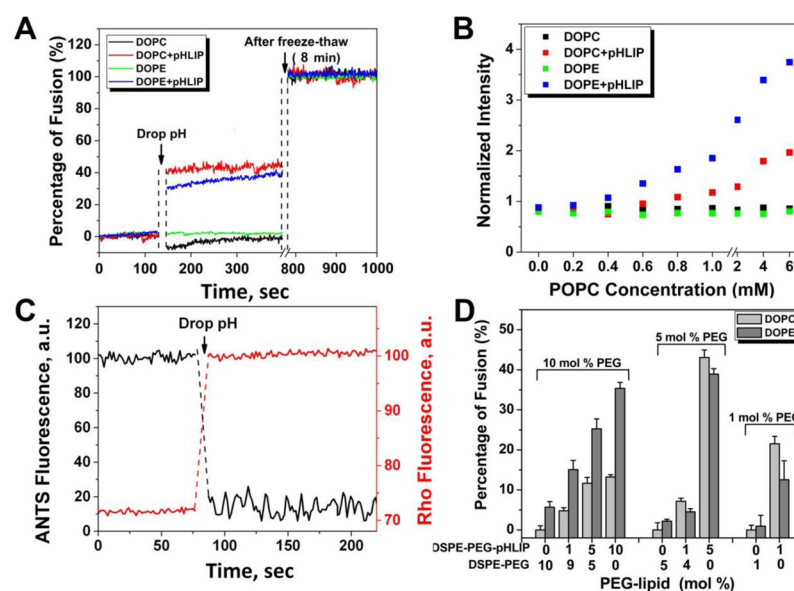 A
DOPC
DOPC+pHLIP
DOPE
DOPE+pHLIP
After freeze-thaw
( 8 min)
Drop pH
Percentage of Fusion (%)
120
100
80
60
40
20
0
0 100 200 300 800 900 1000
Time, sec
B
DOPC
DOPC+pHLIP
DOPE
DOPE+pHLIP
Normalized Intensity
4
3
2
1
0
0.0 0.2 0.4 0.6 0.8 1.0 2 4 6
POPC Concentration (mM)
C
Drop pH
ANTS Fluorescence, a.u.
120
100
80
60
40
20
0
Rho Fluorescence, a.u.
100
90
80
70
0 50 100 150 200
Time, sec
D
DOPC
DOPE
5 mol % PEG
10 mol % PEG
1 mol % PEG
Percentage of Fusion (%)
50
40
30
20
10
0
DSPE-PEG-pHLIP 0 1 5 10 0 1 5 0 1
DSPE-PEG 10 9 5 0 5 4 0 1 0
PEG-lipid (mol %)